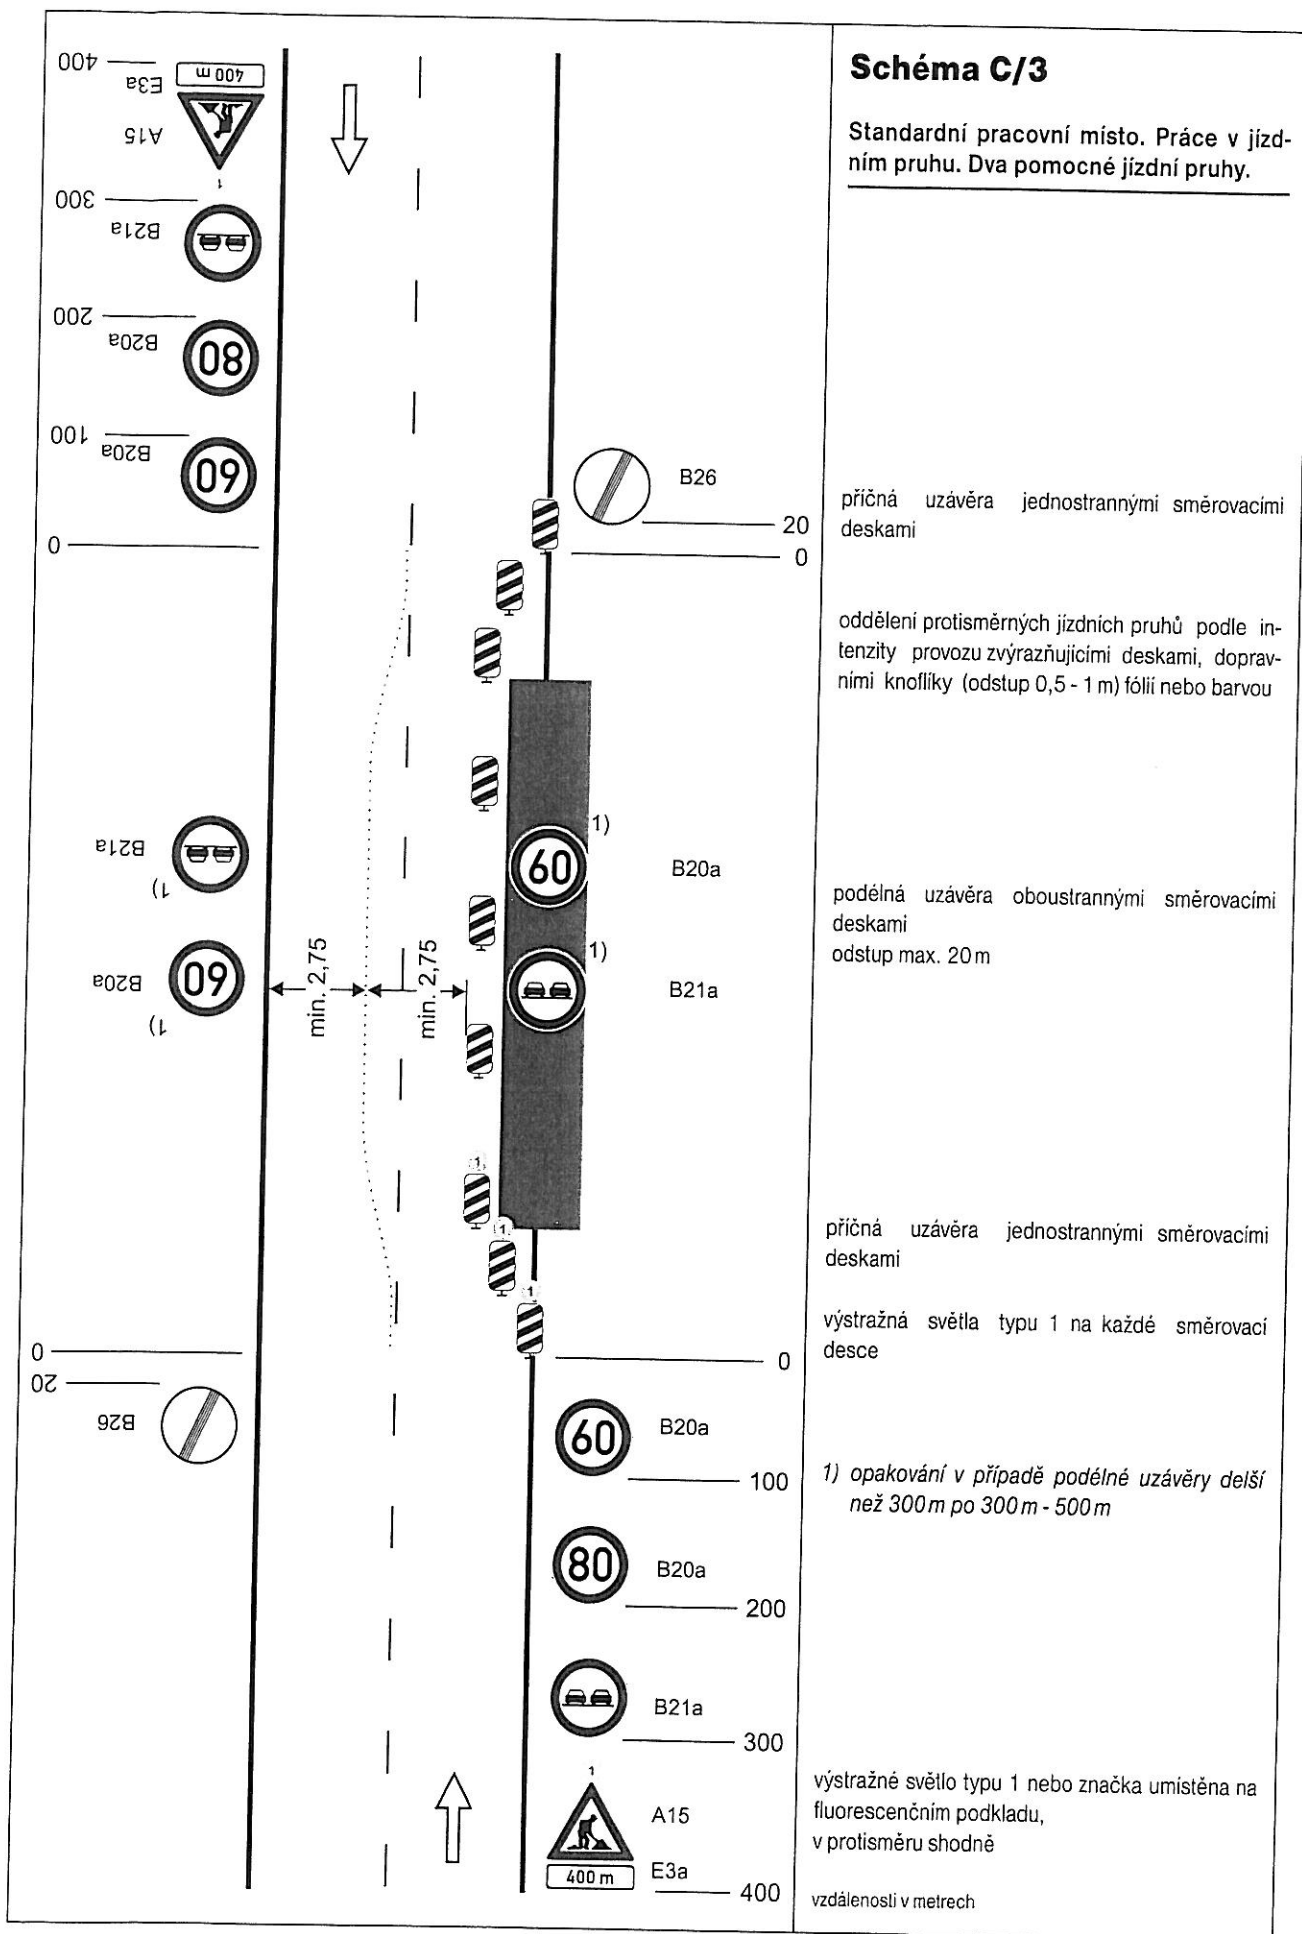 Schéma C/3
Standardní pracovní místo. Práce v jízd-
ním pruhu. Dva pomocné jízdní pruhy.
400
E3a
400 m
A15
1
300
B21a
200
B20a
80
100
B20a
60
0
B26
20
0
příčná uzávěra jednostrannými směrovacími
deskami
oddělení protisměrných jízdních pruhů podle in-
tenzity provozu zvýrazňujícími deskami, doprav-
ními knoflíky (odstup 0,5 - 1 m) fólií nebo barvou
B21a
1)
1)
60
B20a
podélná uzávěra oboustrannými směrovacími
deskami
odstup max. 20 m
B20a
60
1)
min. 2,75
min. 2,75
1)
B21a
1
1
1
příčná uzávěra jednostrannými směrovacími
deskami
výstražná světla typu 1 na každé směrovací
desce
0
0
20
B26
60
B20a
100
1) opakování v případě podélné uzávěry delší
než 300 m po 300 m - 500 m
80
B20a
200
B21a
300
1
A15
400 m
E3a
400
výstražné světlo typu 1 nebo značka umístěna na
fluorescenčním podkladu,
v protisměru shodně
vzdálenosti v metrech